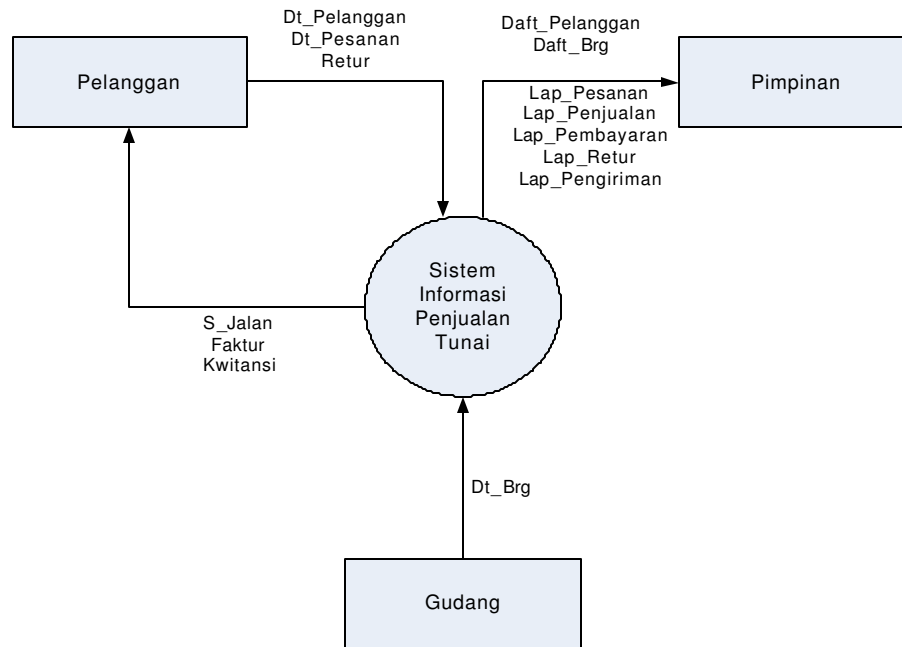 Dt_Pelanggan
Dt_Pesanan
Retur
Daft_Pelanggan
Daft_Brg
Pelanggan
Pimpinan
Lap_Pesanan
Lap_Penjualan
Lap_Pembayaran
Lap_Retur
Lap_Pengiriman
Sistem
Informasi
Penjualan
Tunai
S_Jalan
Faktur
Kwitansi
Dt_Brg
Gudang